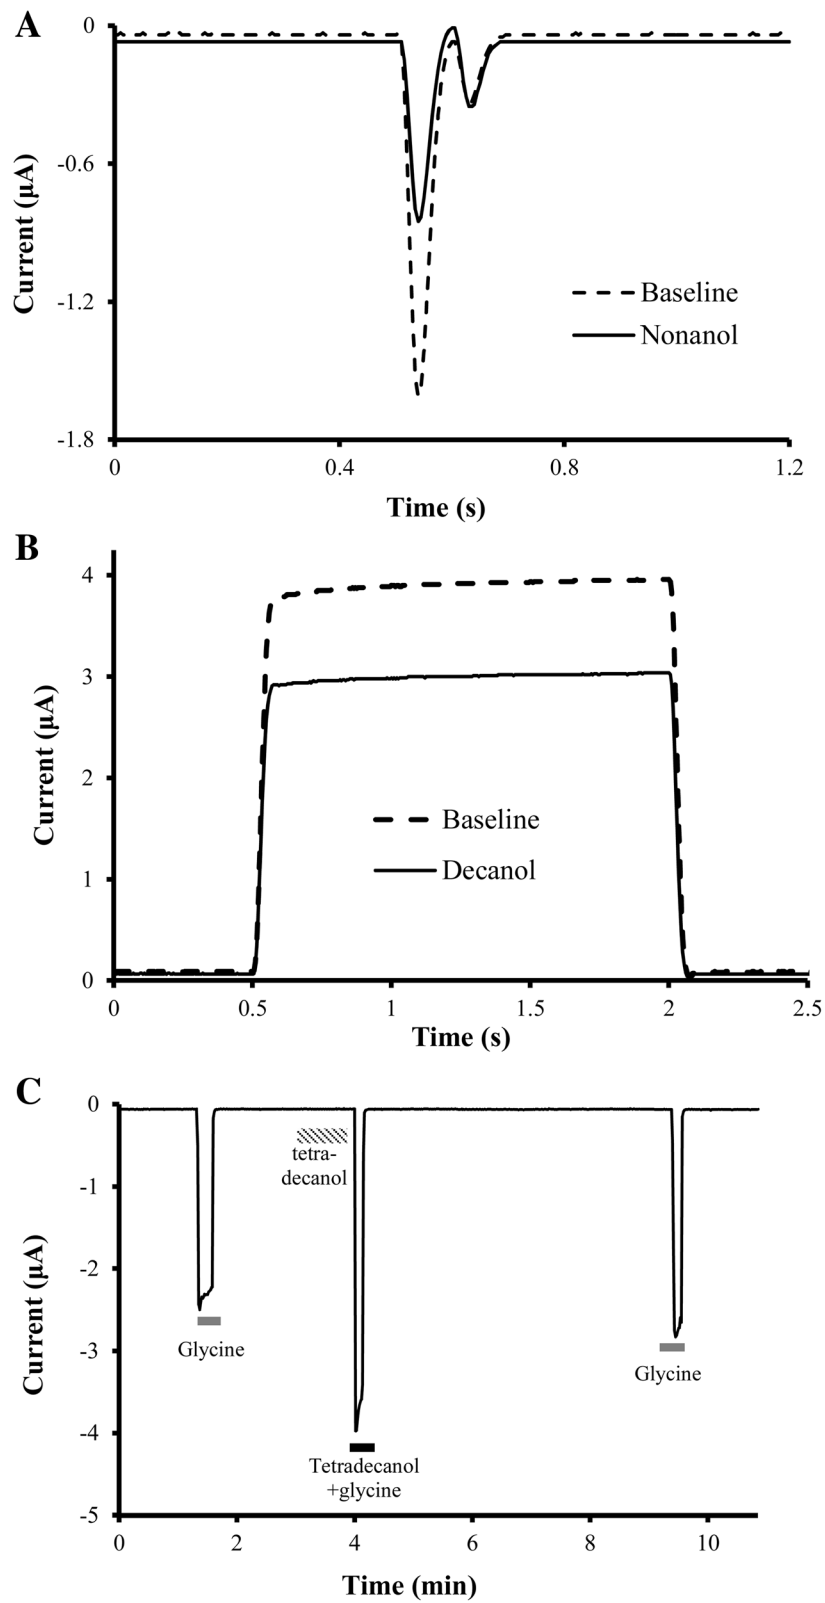 A
0
-0.6
-1.2
-1.8
Current (µA)
Baseline
Nonanol
0
0.4
0.8
1.2
Time (s)
B
4
3
2
1
0
Current (µA)
Baseline
Decanol
0
0.5
1
1.5
2
2.5
Time (s)
C
0
-1
-2
-3
-4
-5
Current (µA)
tetra-
decanol
Glycine
Glycine
Tetradecanol
+glycine
0
2
4
6
8
10
Time (min)